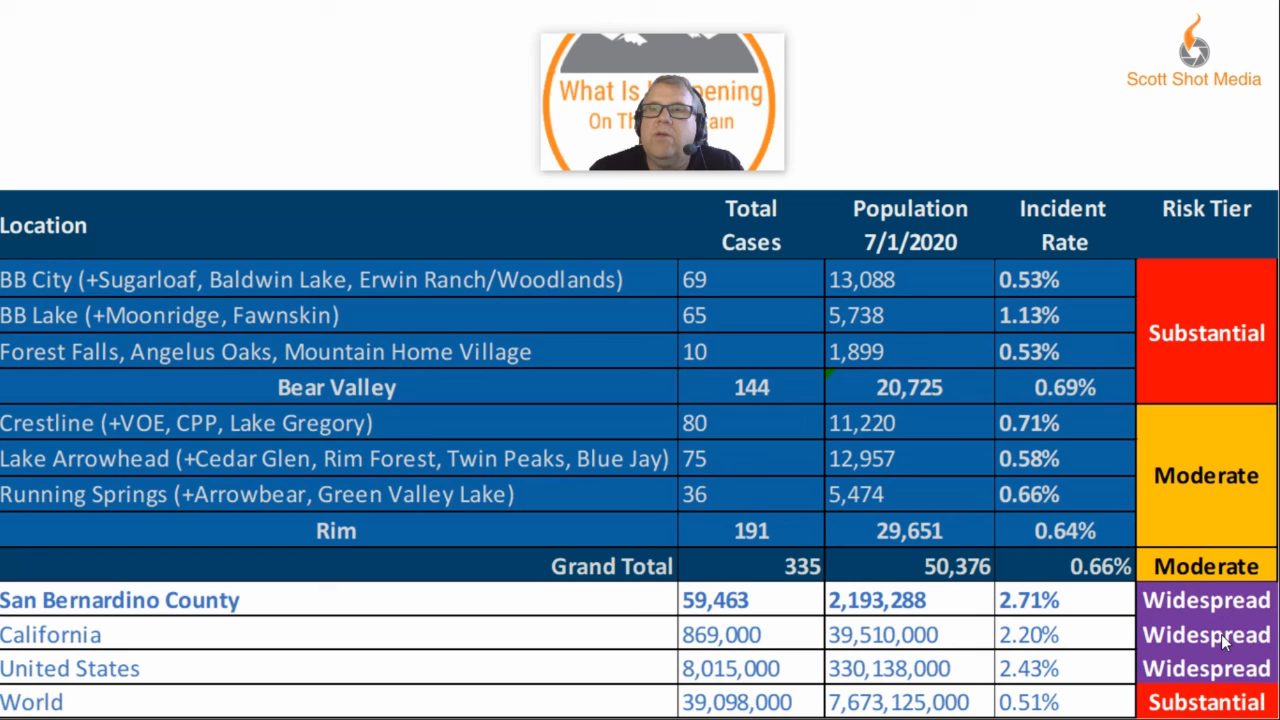 Scott Shot Media
What Is H pening
On Th ain
Location Total Cases Population 7/1/2020 Incident Rate Risk Tier
BB City (+Sugarloaf, Baldwin Lake, Erwin Ranch/Woodlands) 69 13,088 0.53%
BB Lake (+Moonridge, Fawnskin) 65 5,738 1.13% Substantial
Forest Falls, Angelus Oaks, Mountain Home Village 10 1,899 0.53%
Bear Valley 144 20,725 0.69%
Crestline (+VOE, CPP, Lake Gregory) 80 11,220 0.71%
Lake Arrowhead (+Cedar Glen, Rim Forest, Twin Peaks, Blue Jay) 75 12,957 0.58% Moderate
Running Springs (+Arrowbear, Green Valley Lake) 36 5,474 0.66%
Rim 191 29,651 0.64%
Grand Total 335 50,376 0.66% Moderate
San Bernardino County 59,463 2,193,288 2.71% Widespread
California 869,000 39,510,000 2.20% Widespread
United States 8,015,000 330,138,000 2.43% Widespread
World 39,098,000 7,673,125,000 0.51% Substantial